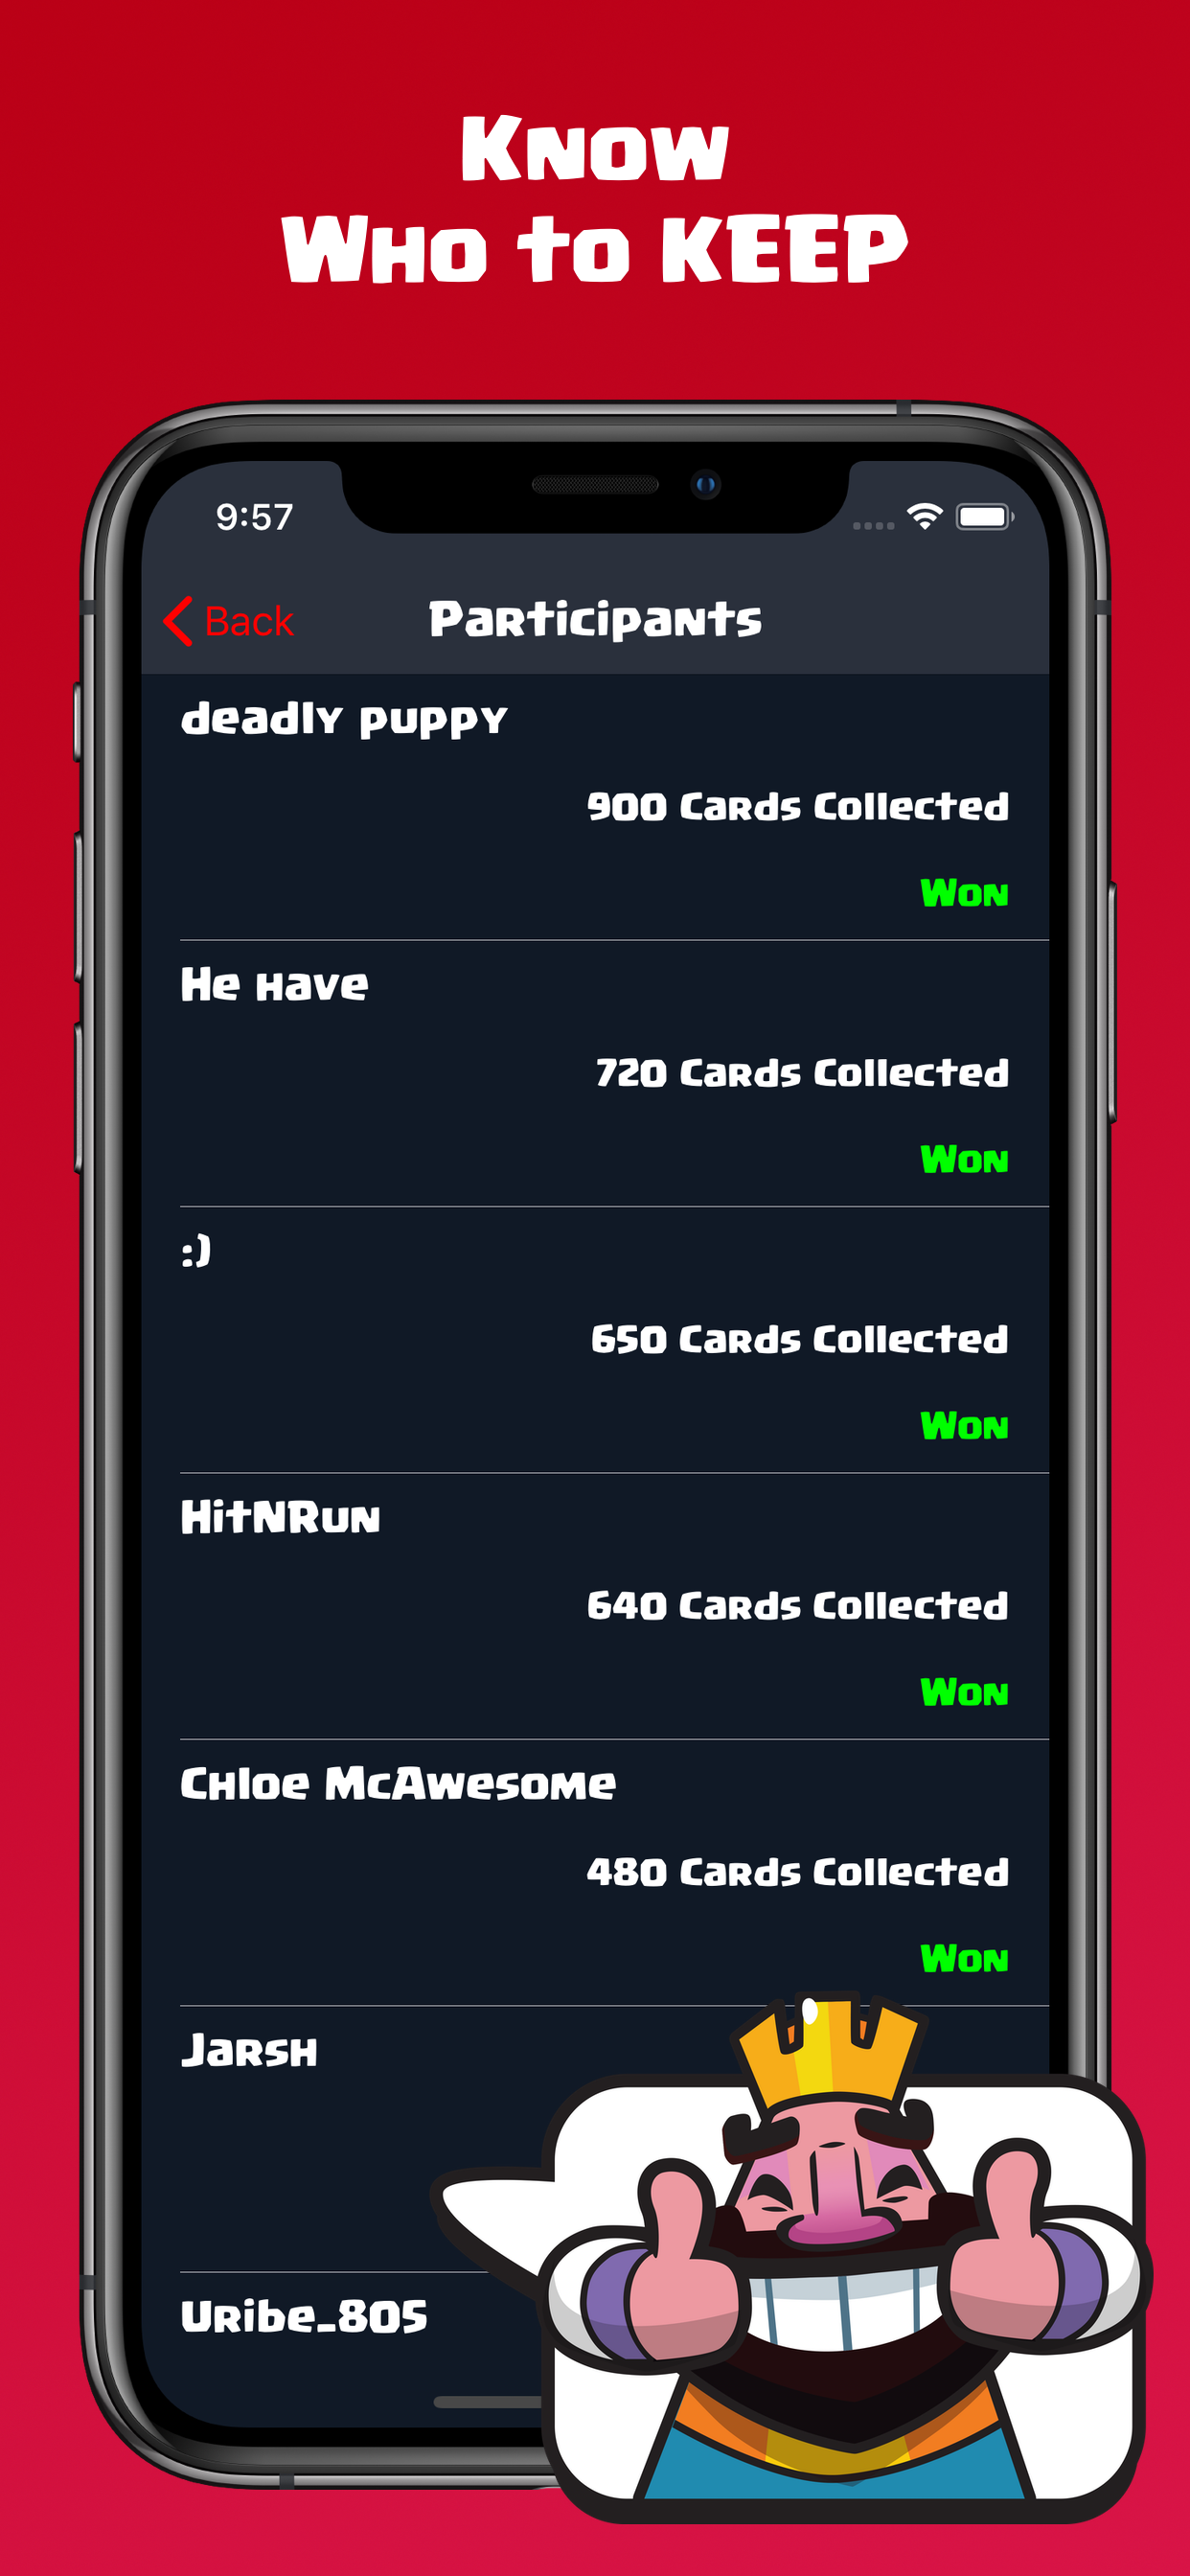 Know
Who to KEEP
9:57
Back
Participants
deadly puppy
900 Cards Collected
Won
He have
720 Cards Collected
Won
:)
650 Cards Collected
Won
HitNRun
640 Cards Collected
Won
Chloe McAwesome
480 Cards Collected
Won
Jarsh
Uribe_805